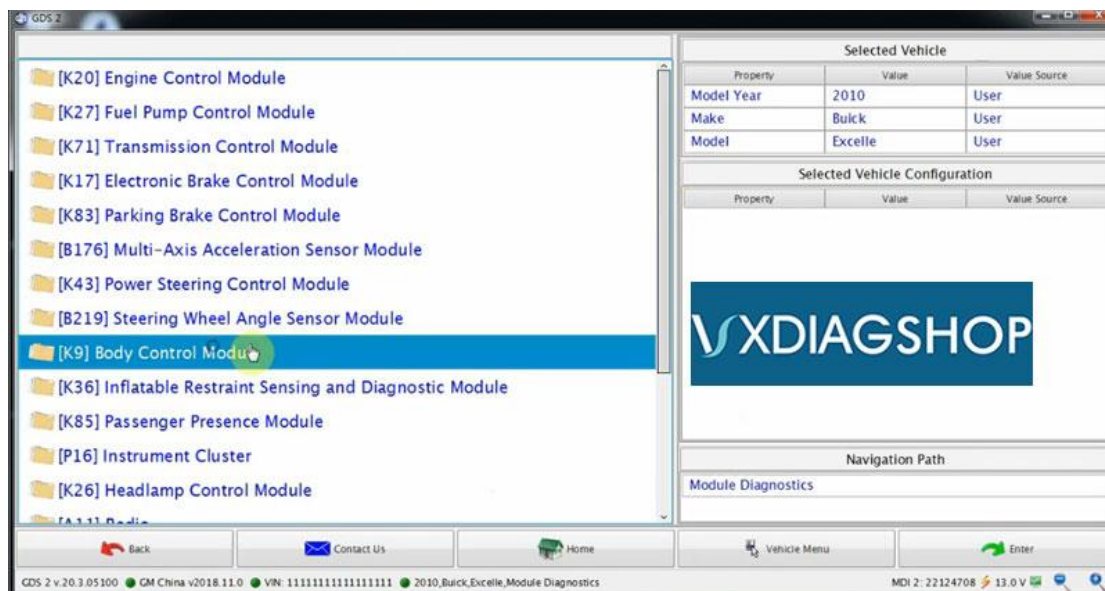 GDS 2
[K20] Engine Control Module
[K27] Fuel Pump Control Module
[K71] Transmission Control Module
[K17] Electronic Brake Control Module
[K83] Parking Brake Control Module
[B176] Multi-Axis Acceleration Sensor Module
[K43] Power Steering Control Module
[B219] Steering Wheel Angle Sensor Module
[K9] Body Control Module
[K36] Inflatable Restraint Sensing and Diagnostic Module
[K85] Passenger Presence Module
[P16] Instrument Cluster
[K26] Headlamp Control Module
[A11] Radio
Selected Vehicle
Property Value Value Source
Model Year 2010 User
Make Buick User
Model Excelle User
Selected Vehicle Configuration
Property Value Value Source
VXDIAGSHOP
Navigation Path
Module Diagnostics
Back Contact Us Home Vehicle Menu Enter
GDS 2 v.20.3.05100 GM China v2018.11.0 VIN: 11111111111111111 2010,Buick,Excelle,Module Diagnostics MDI 2: 22124708 13.0 V